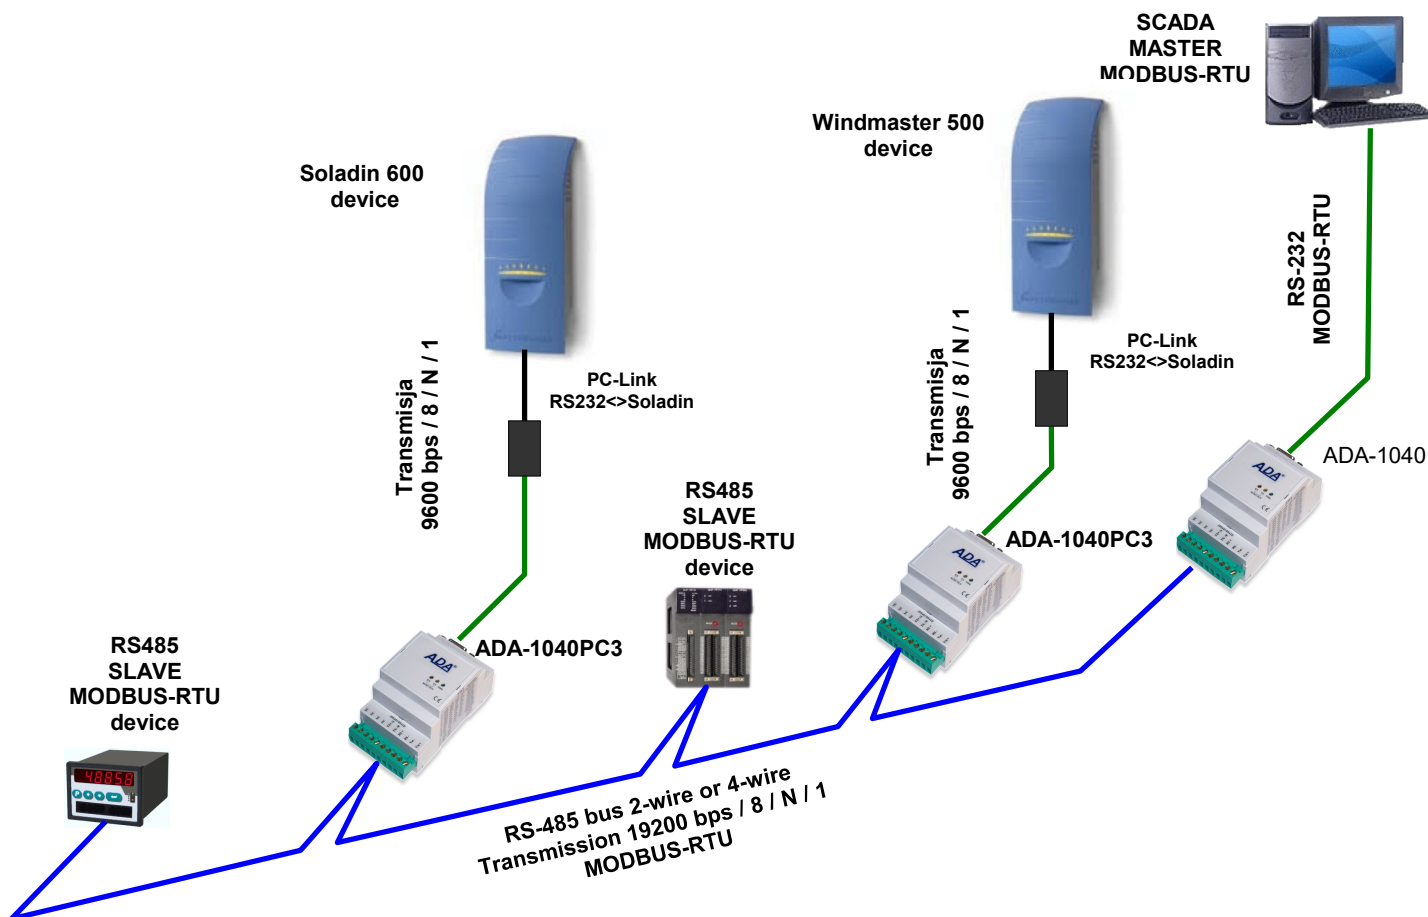 SCADA
MASTER
MODBUS-RTU
Windmaster 500
device
Soladin 600
device
RS-232
MODBUS-RTU
PC-Link
RS232<>Soladin
PC-Link
RS232<>Soladin
Transmisja
9600 bps / 8 / N / 1
Transmisja
9600 bps / 8 / N / 1
ADA-1040
ADA
RS485
SLAVE
MODBUS-RTU
device
ADA-1040PC3
ADA
RS485
SLAVE
MODBUS-RTU
device
ADA-1040PC3
ADA
48858
RS-485 bus 2-wire or 4-wire
Transmission 19200 bps / 8 / N / 1
MODBUS-RTU